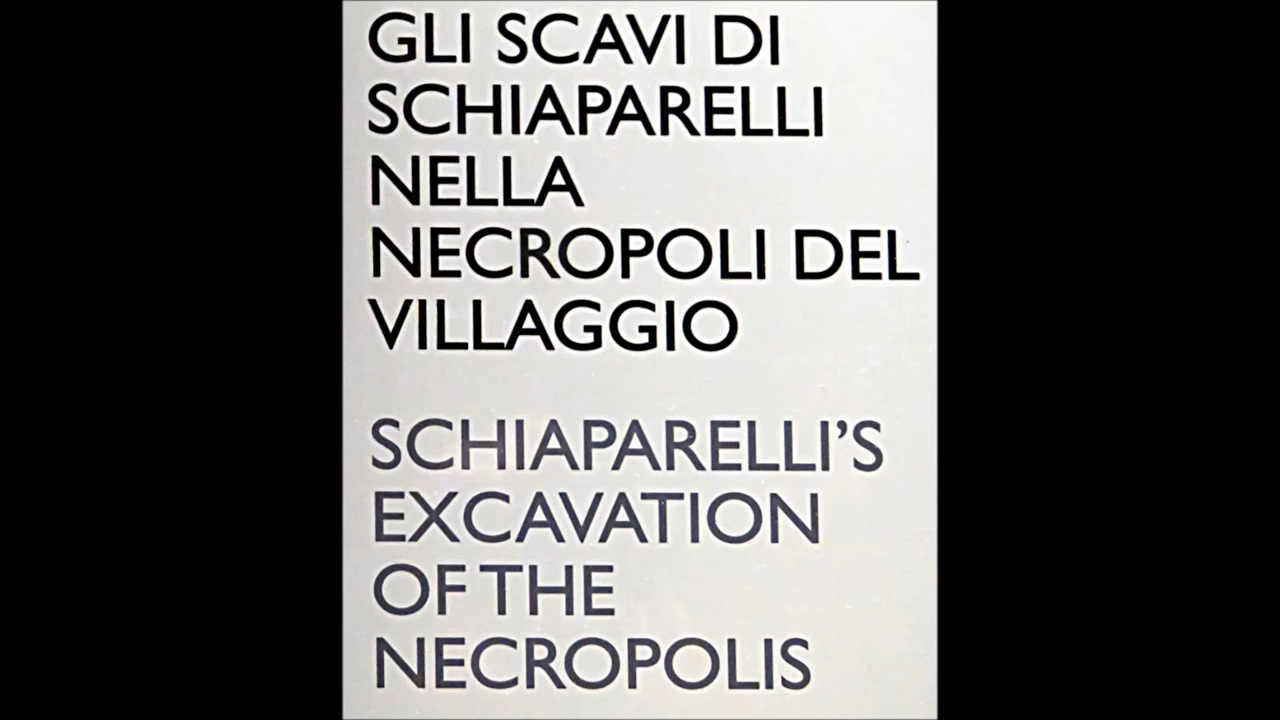 GLI SCAVI DI
SCHIAPARELLI
NELLA
NECROPOLI DEL
VILLAGGIO
SCHIAPARELLI’S
EXCAVATION
OF THE
NECROPOLIS